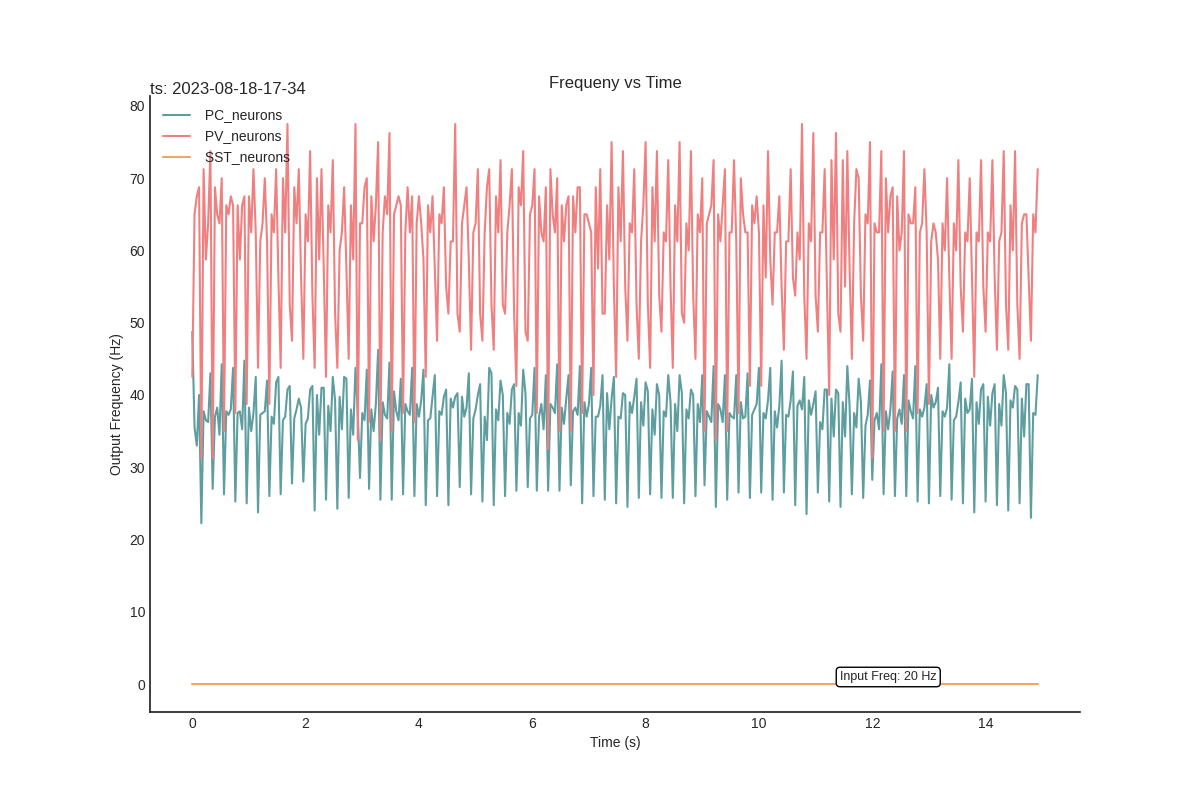 ts: 2023-08-18-17-34
Frequeny vs Time
PC_neurons
PV_neurons
SST_neurons
80
70
60
50
40
30
20
10
0
Output Frequency (Hz)
Input Freq: 20 Hz
0 2 4 6 8 10 12 14
Time (s)